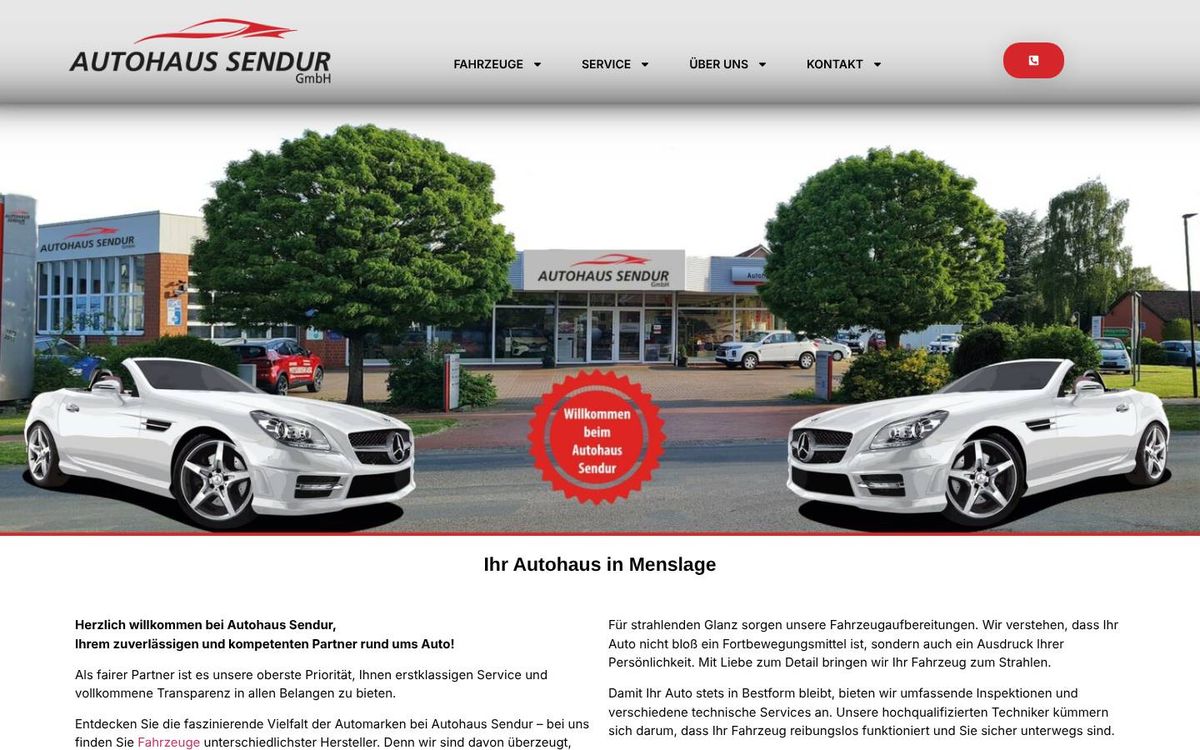 AUTOHAUS SENDUR
GmbH
FAHRZEUGE
SERVICE
ÜBER UNS
KONTAKT
AUTOHAUS SENDUR
GmbH
AUTOHAUS SENDUR
GmbH
Willkommen
beim
Autohaus
Sendur
Ihr Autohaus in Menslage
Herzlich willkommen bei Autohaus Sendur,
Ihrem zuverlässigen und kompetenten Partner rund ums Auto!
Als fairer Partner ist es unsere oberste Priorität, Ihnen erstklassigen Service und
vollkommene Transparenz in allen Belangen zu bieten.
Entdecken Sie die faszinierende Vielfalt der Automarken bei Autohaus Sendur – bei uns
finden Sie Fahrzeuge unterschiedlichster Hersteller. Denn wir sind davon überzeugt,
Für strahlenden Glanz sorgen unsere Fahrzeugaufbereitungen. Wir verstehen, dass Ihr
Auto nicht bloß ein Fortbewegungsmittel ist, sondern auch ein Ausdruck Ihrer
Persönlichkeit. Mit Liebe zum Detail bringen wir Ihr Fahrzeug zum Strahlen.
Damit Ihr Auto stets in Bestform bleibt, bieten wir umfassende Inspektionen und
verschiedene technische Services an. Unsere hochqualifizierten Techniker kümmern
sich darum, dass Ihr Fahrzeug reibungslos funktioniert und Sie sicher unterwegs sind.